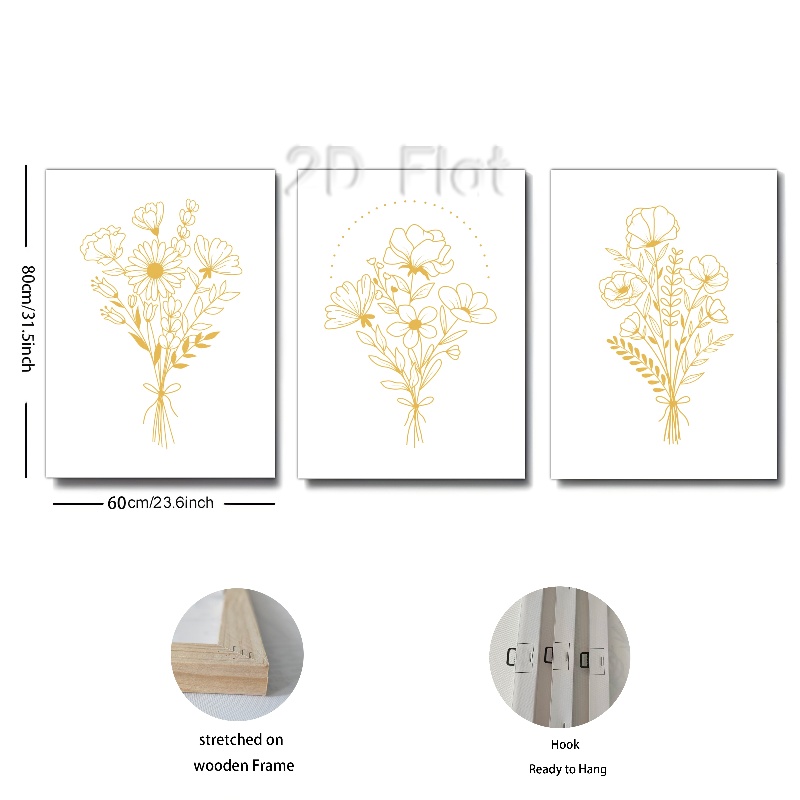 2D Flat
80cm/31.5inch
60cm/23.6inch
stretched on
wooden Frame
Hook
Ready to Hang